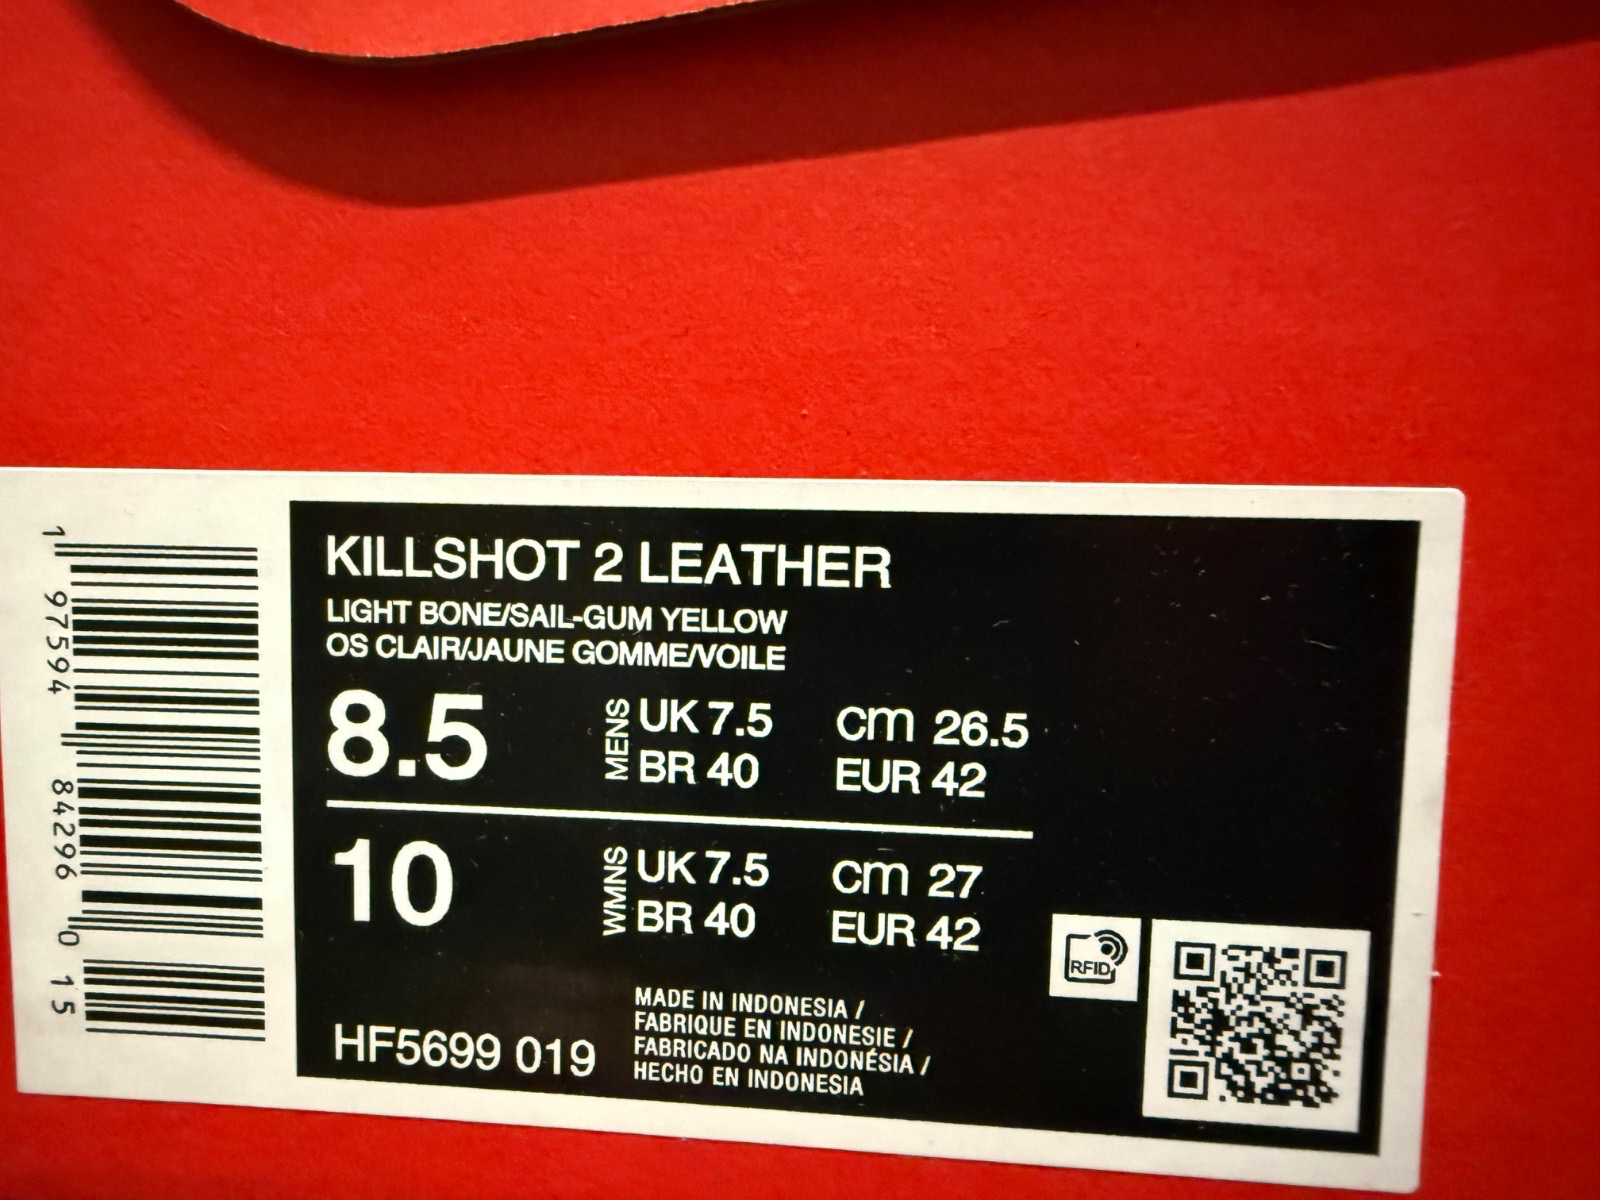 KILLSHOT 2 LEATHER
LIGHT BONE/SAIL-GUM YELLOW
OS CLAIR/JAUNE GOMME/VOILE
8.5 MENS UK 7.5 cm 26.5
BR 40 EUR 42
10 WMNS UK 7.5 cm 27
BR 40 EUR 42
HF5699 019
MADE IN INDONESIA /
FABRIQUE EN INDONESIE /
FABRICADO NA INDONÉSIA /
HECHO EN INDONESIA
RFID
1 97594 84296 0 15